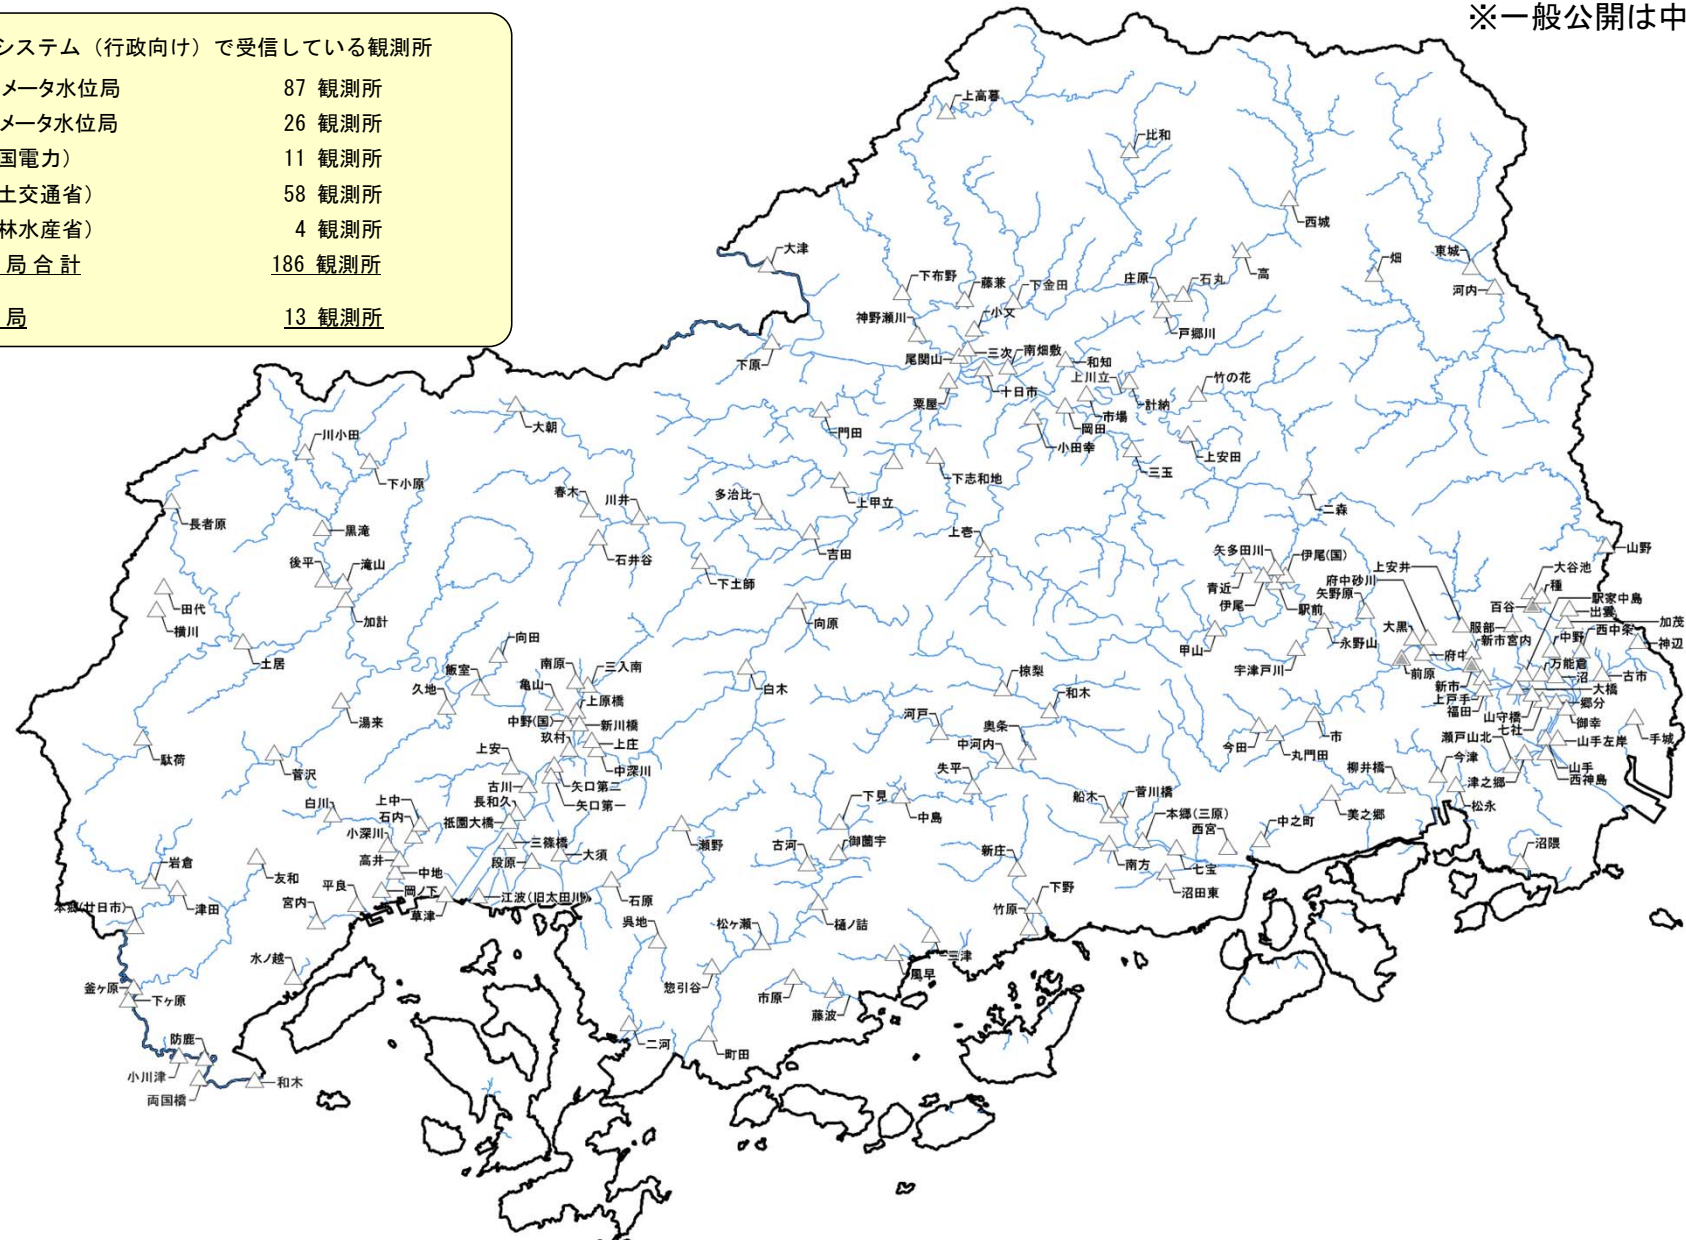 ※一般公開は中
システム（行政向け）で受信している観測所
メータ水位局 87 観測所
メータ水位局 26 観測所
国電力） 11 観測所
土交通省） 58 観測所
林水産省） 4 観測所
局合計 186 観測所
局 13 観測所
上高暮
比和
西城
大津
高
畑
東城
河内
下布野
藤兼
下金田
庄原
石丸
神野瀬川
小文
戸郷川
下原
尾関山
三次
南畑敷
和知
上川立
竹の花
粟屋
十日市
市場
計納
大朝
門田
岡田
川小田
小田幸
三玉
上安田
下小原
下志和地
春木
川井
多治比
上甲立
二森
長者原
黒滝
上壱
石井谷
吉田
矢多田川
伊尾(国)
上安井
山野
後平
滝山
下土師
青近
府中砂川
大谷池
矢野原
種
伊尾
駅前
百谷
駅家中島
出雲
田代
横川
加計
向原
大黒
服部
加茂
西中条
新市宮内
中野
神辺
向田
甲山
永野山
府中
土居
飯室
南原
三入南
宇津戸川
前原
万能倉
沼
古市
亀山
白木
椋梨
新市
大橋
久地
上原橋
和木
上戸手
福田
郷分
湯来
中野(国)
新川橋
河戸
奥条
山守橋
御幸
玖村
七社
上安
上庄
中河内
今田
市
瀬戸山北
山手左岸
手城
駄荷
菅沢
中深川
失平
丸門田
柳井橋
今津
山手
古川
矢口第二
津之郷
西神島
白川
上中
長和久
矢口第一
下見
船木
菅川橋
美之郷
松永
石内
祇園大橋
中島
本郷(三原)
小深川
三篠橋
瀬野
古河
御薗宇
西宮
中之町
岩倉
高井
段原
大須
新庄
南方
七宝
沼隈
友和
中地
沼田東
津田
平良
岡ノ下
江波(旧太田川)
石原
下野
本郷(廿日市)
宮内
草津
呉地
松ヶ瀬
樋ノ詰
竹原
水ノ越
三津
釜ヶ原
惣引谷
市原
風早
下ヶ原
藤波
防鹿
二河
町田
小川津
和木
両国橋